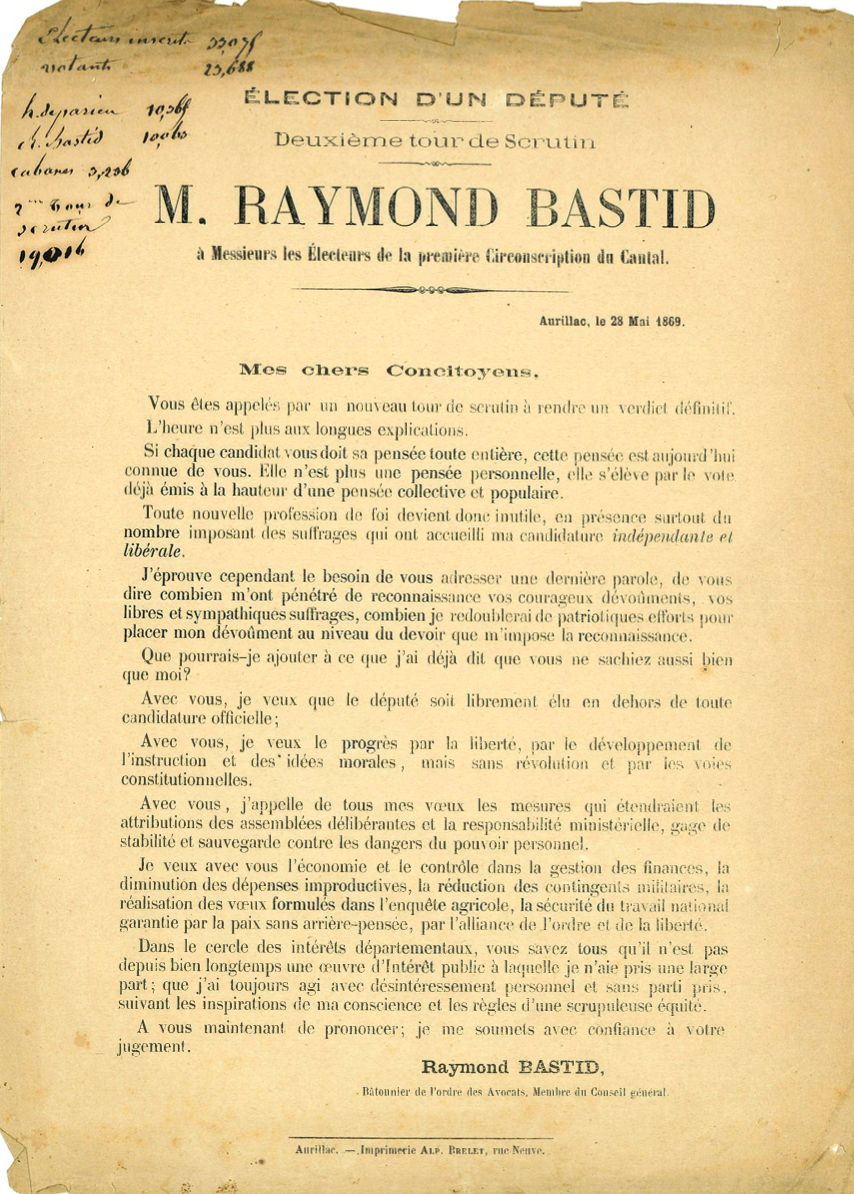 Electeurs inscrits 33075
votants 23,688
h. deparieu 10,365
R. bastid 10,063
Cabanes 3,236
2me tour de
scrutin
19,016
ÉLECTION D'UN DÉPUTÉ
Deuxième tour de Scrutin
M. RAYMOND BASTID
à Messieurs les Électeurs de la première Circonscription du Cantal.
Aurillac, le 28 Mai 1869.
Mes chers Concitoyens.
Vous êtes appelés par un nouveau tour de scrutin à rendre un verdict définitif.
L'heure n'est plus aux longues explications.
Si chaque candidat vous doit sa pensée toute entière, cette pensée est aujourd'hui
connue de vous. Elle n'est plus une pensée personnelle, elle s'élève par le vote
déjà émis à la hauteur d'une pensée collective et populaire.
Toute nouvelle profession de foi devient donc inutile, en présence surtout du
nombre imposant des suffrages qui ont accueilli ma candidature indépendante et
libérale.
J'éprouve cependant le besoin de vous adresser une dernière parole, de vous
dire combien m'ont pénétré de reconnaissance vos courageux dévoûments, vos
libres et sympathiques suffrages, combien je redoublerai de patriotiques efforts pour
placer mon dévoûment au niveau du devoir que m'impose la reconnaissance.
Que pourrais-je ajouter à ce que j'ai déjà dit que vous ne sachiez aussi bien
que moi?
Avec vous, je veux que le député soit librement élu en dehors de toute
candidature officielle;
Avec vous, je veux le progrès par la liberté, par le développement de
l'instruction et des idées morales, mais sans révolution et par les voies
constitutionnelles.
Avec vous, j'appelle de tous mes vœux les mesures qui étendraient les
attributions des assemblées délibérantes et la responsabilité ministérielle, gage de
stabilité et sauvegarde contre les dangers du pouvoir personnel.
Je veux avec vous l'économie et le contrôle dans la gestion des finances, la
diminution des dépenses improductives, la réduction des contingents militaires, la
réalisation des vœux formulés dans l'enquête agricole, la sécurité du travail national
garantie par la paix sans arrière-pensée, par l'alliance de l'ordre et de la liberté.
Dans le cercle des intérêts départementaux, vous savez tous qu'il n'est pas
depuis bien longtemps une œuvre d'Intérêt public à laquelle je n'aie pris une large
part; que j'ai toujours agi avec désintéressement personnel et sans parti pris,
suivant les inspirations de ma conscience et les règles d'une scrupuleuse équité.
A vous maintenant de prononcer; je me soumets avec confiance à votre
jugement.
Raymond BASTID,
Bâtonnier de l'ordre des Avocats, Membre du Conseil général.
Aurillac. — Imprimerie ALP. BRELET, rue Neuve.